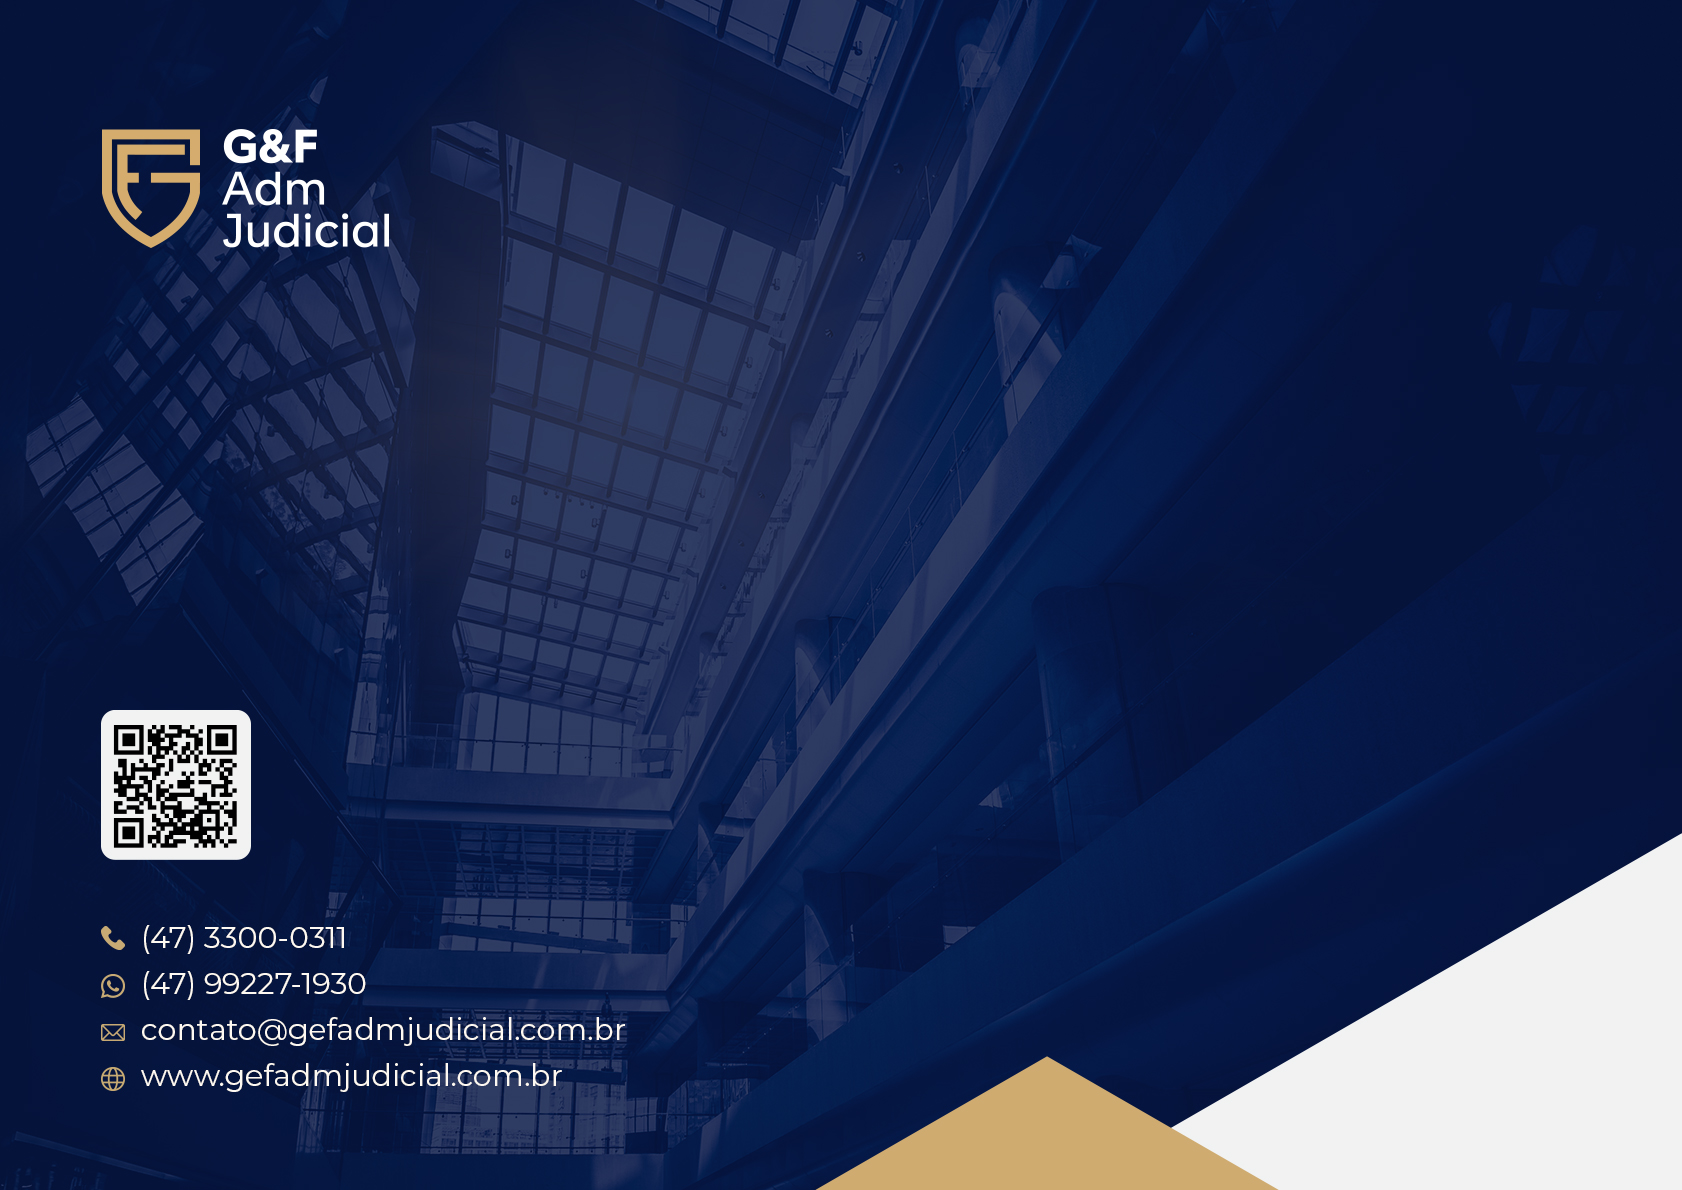 G&F
Adm
Judicial
(47) 3300-0311
(47) 99227-1930
contato@gefadmjudicial.com.br
www.gefadmjudicial.com.br